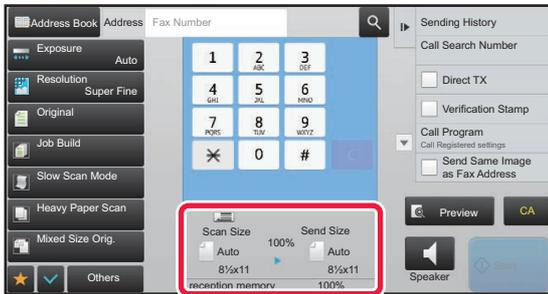 Address Book Address Fax Number
Exposure
Auto
Resolution
Super Fine
Original
Job Build
Slow Scan Mode
Heavy Paper Scan
Mixed Size Orig.
Others
1 2 3
ABC DEF
4 5 6
GHI JKL MNO
7 8 9
PQRS TUV WXYZ
0 #
C
Scan Size
Auto
8½x11
100%
Send Size
Auto
8½x11
reception memory 100%
Sending History
Call Search Number
Direct TX
Verification Stamp
Call Program
Call Registered settings
Send Same Image
as Fax Address
Preview CA
Speaker
Start